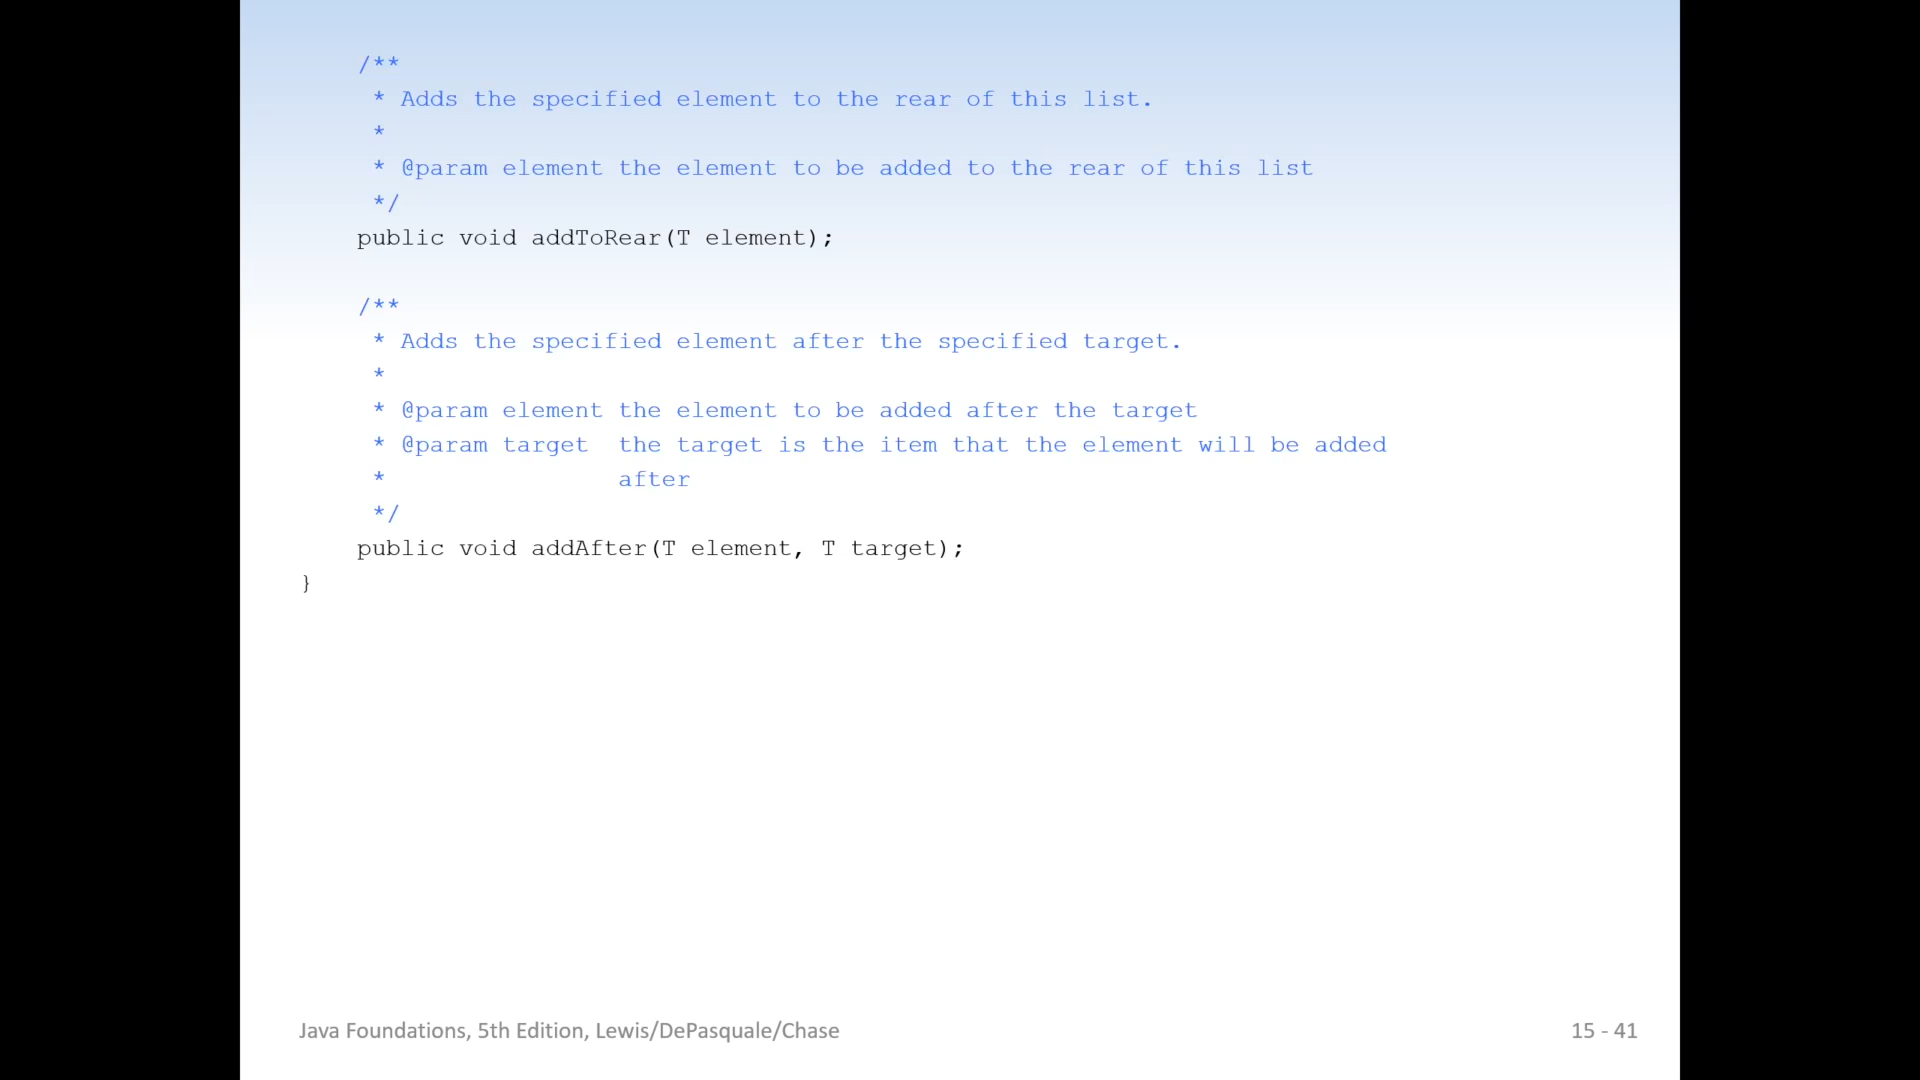 /**
 * Adds the specified element to the rear of this list.
 *
 * @param element the element to be added to the rear of this list
 */
public void addToRear(T element);
/**
 * Adds the specified element after the specified target.
 *
 * @param element the element to be added after the target
 * @param target  the target is the item that the element will be added
 *                after
 */
public void addAfter(T element, T target);
}
Java Foundations, 5th Edition, Lewis/DePasquale/Chase
15 - 41